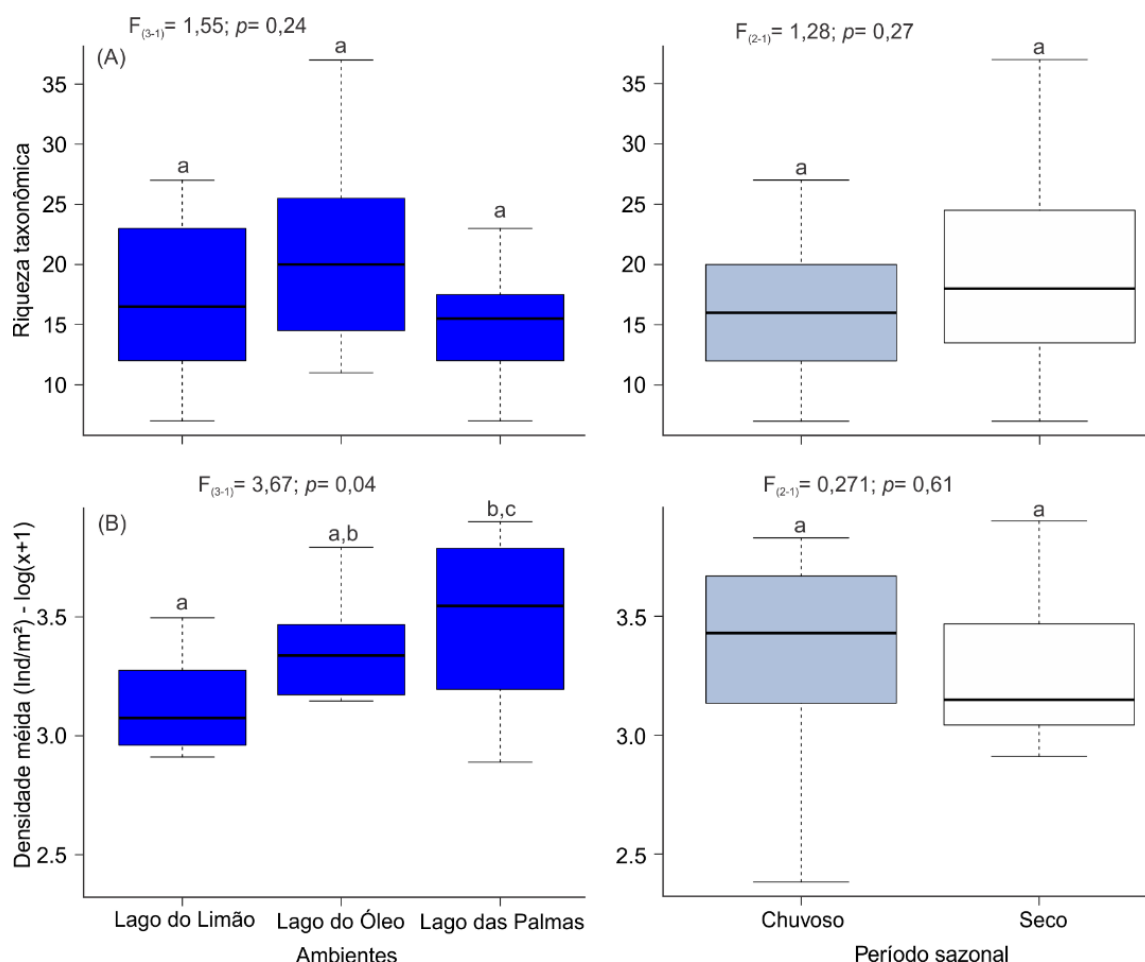 F(3-1)= 1,55; p= 0,24
F(2-1)= 1,28; p= 0,27
(A)
Riqueza taxonômica
35
30
25
20
15
10
a
a
a
35
30
25
20
15
10
a
a
F(3-1)= 3,67; p= 0,04
F(2-1)= 0,271; p= 0,61
(B)
Densidade méida (Ind/m²) - log(x+1)
3.5
3.0
2.5
a
a,b
b,c
3.5
3.0
2.5
a
a
Lago do Limão Lago do Óleo Lago das Palmas
Ambientes
Chuvoso Seco
Período sazonal